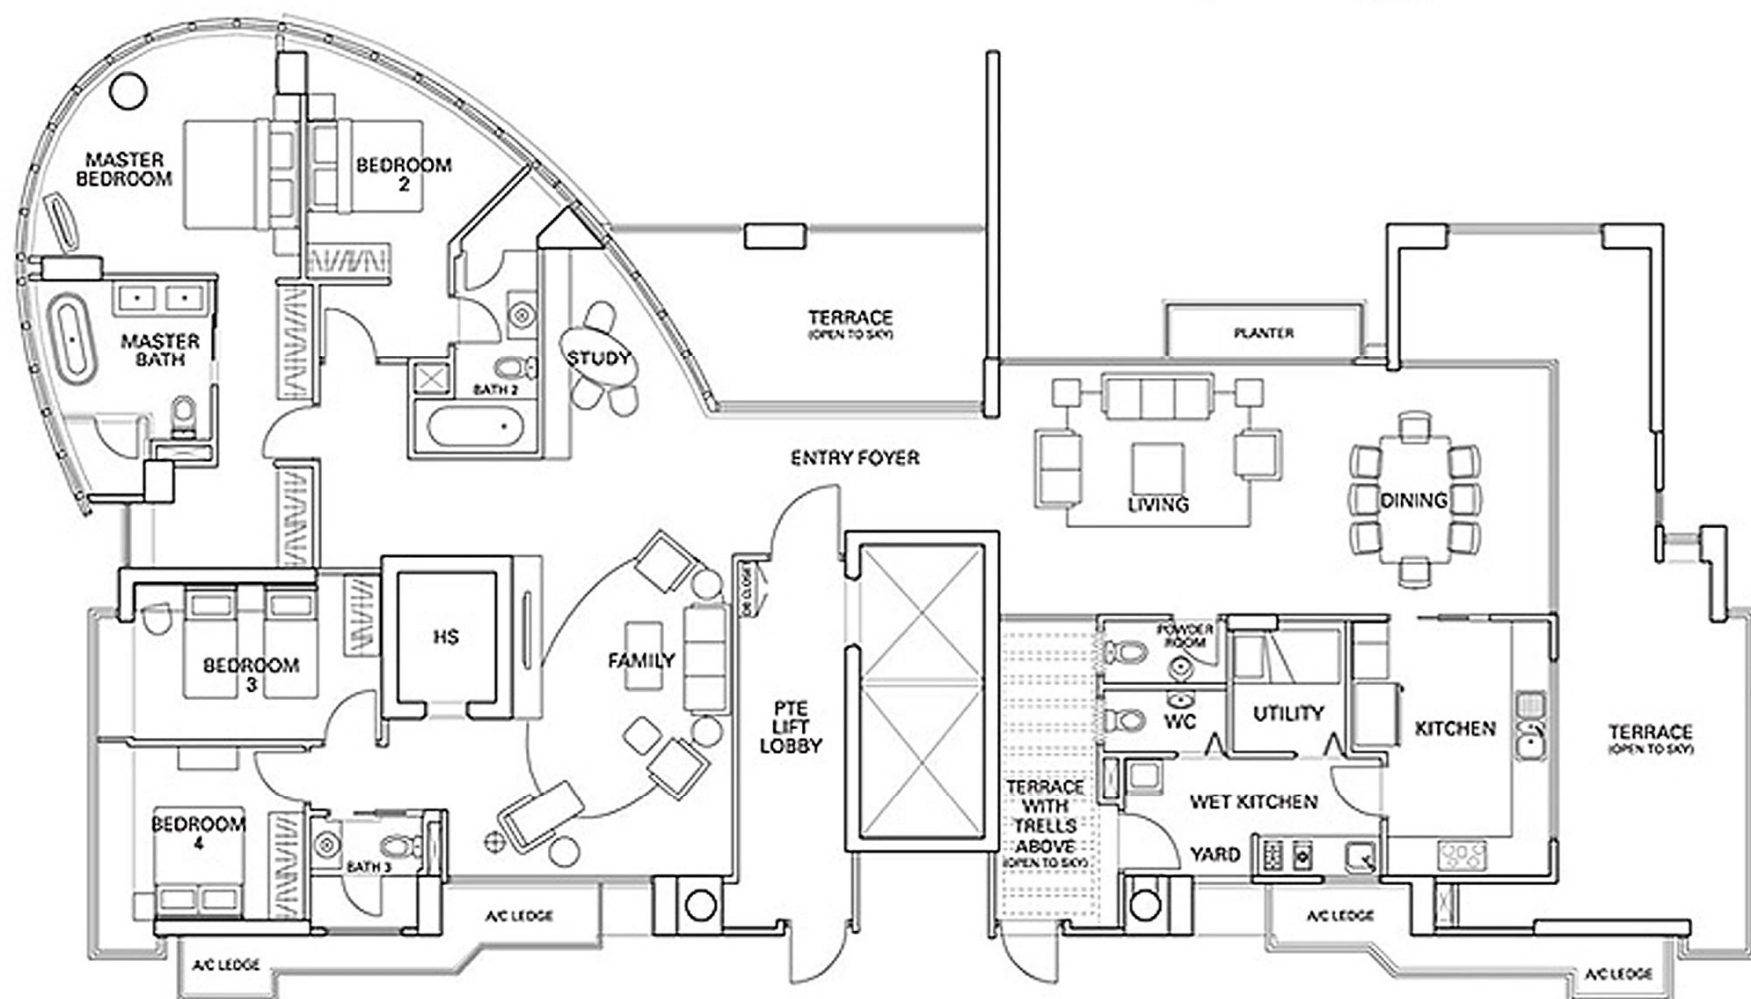 MASTER
BEDROOM
BEDROOM
2
MASTER
BATH
BATH 2
STUDY
TERRACE
(OPEN TO SKY)
PLANTER
ENTRY FOYER
LIVING
DINING
DB CLOSET
HS
BEDROOM
3
FAMILY
PTE
LIFT
LOBBY
POWDER
ROOM
WC
UTILITY
KITCHEN
TERRACE
(OPEN TO SKY)
TERRACE
WITH
TRELLS
ABOVE
(OPEN TO SKY)
WET KITCHEN
YARD
BEDROOM
4
BATH 3
A/C LEDGE
A/C LEDGE
A/C LEDGE
A/C LEDGE